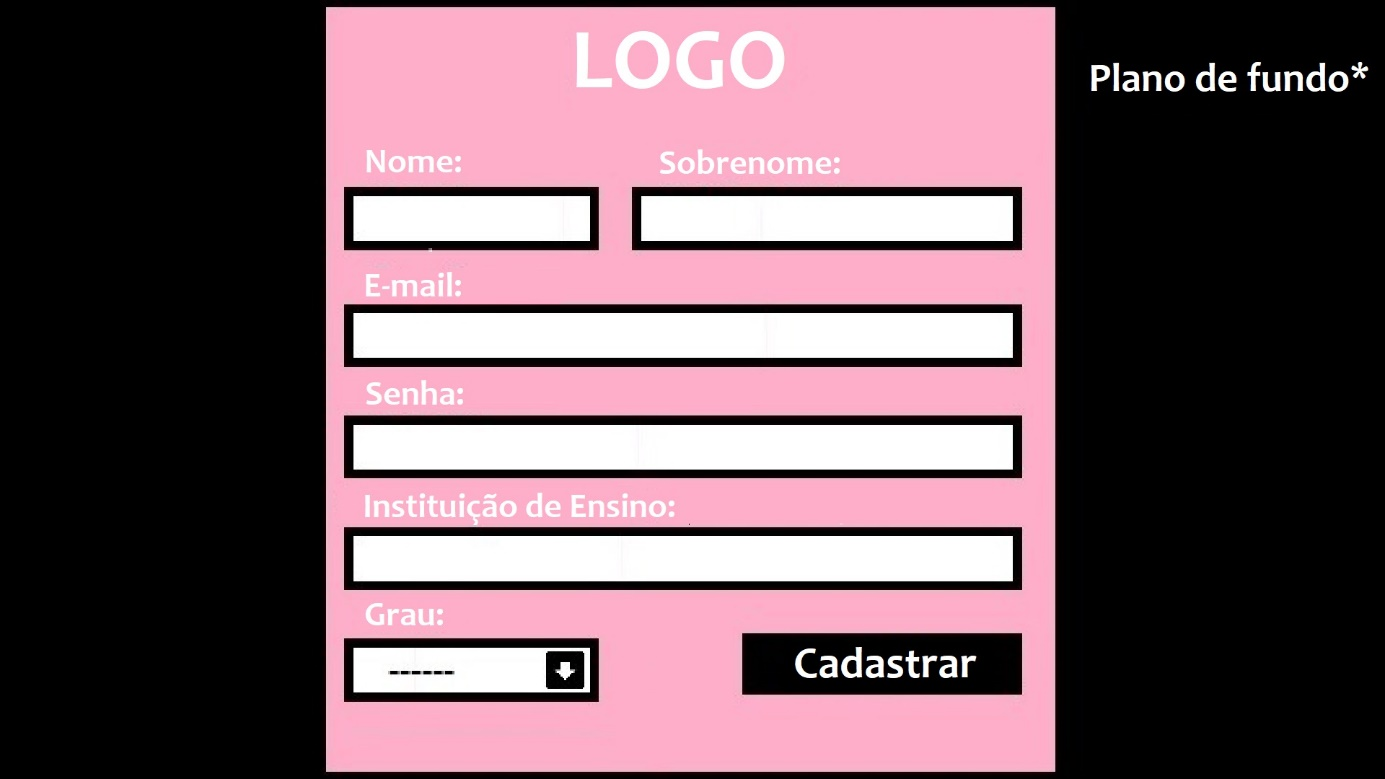 LOGO
Plano de fundo*
Nome:
Sobrenome:
E-mail:
Senha:
Instituição de Ensino:
Grau:
------
Cadastrar